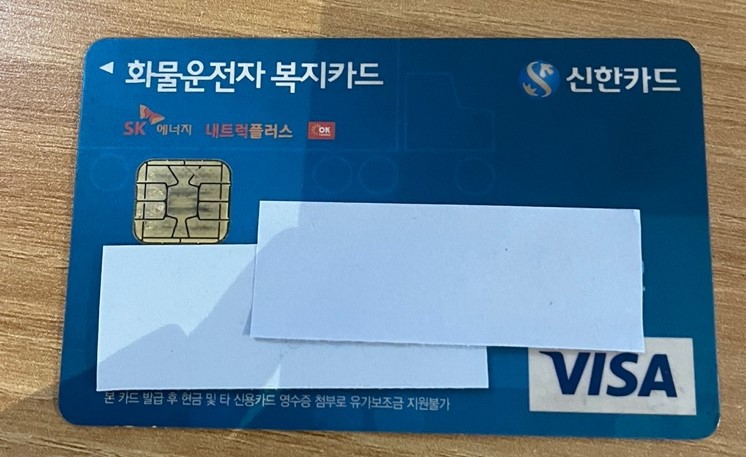 화물운전자 복지카드
신한카드
SK 에너지 내트럭플러스 OK
본 카드 발급 후 현금 및 타 신용카드 영수증 첨부로 유가보조금 지원불가
VISA